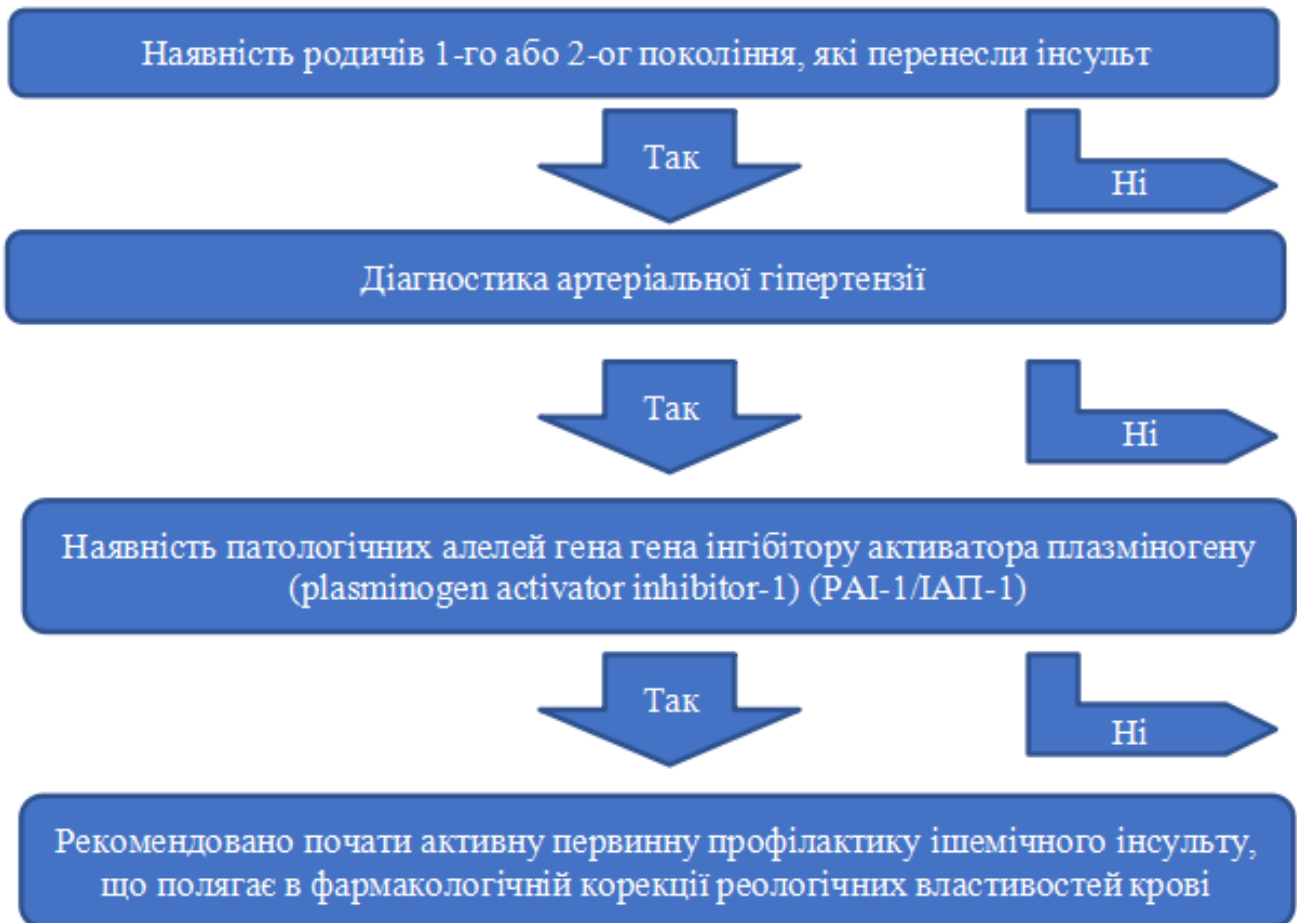 Наявність родичів 1-го або 2-ог покоління, які перенесли інсульт
Так
Ні
Діагностика артеріальної гіпертензії
Так
Ні
Наявність патологічних алелей гена гена інгібітору активатора плазміногену
(plasminogen activator inhibitor-1) (PAI-1/ІАП-1)
Так
Ні
Рекомендовано почати активну первинну профілактику ішемічного інсульту,
що полягає в фармакологічній корекції реологічних властивостей крові